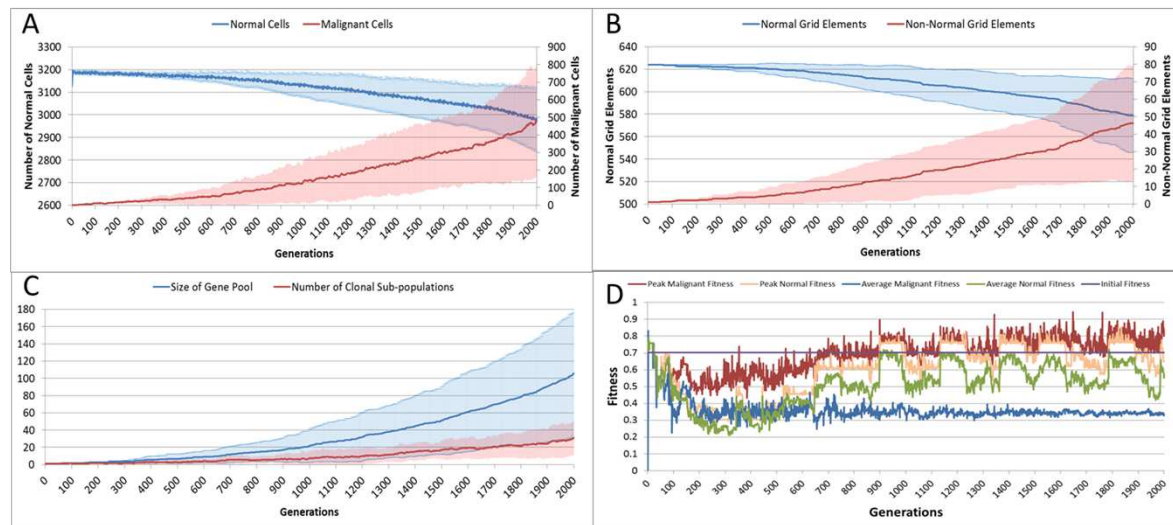 A
Normal Cells Malignant Cells
3300
3200
3100
3000
2900
2800
2700
2600
Number of Normal Cells
900
800
700
600
500
400
300
200
100
0
Number of Malignant Cells
0 100 200 300 400 500 600 700 800 900 1000 1100 1200 1300 1400 1500 1600 1700 1800 1900 2000
Generations
B
Normal Grid Elements Non-Normal Grid Elements
640
620
600
580
560
540
520
500
Normal Grid Elements
90
80
70
60
50
40
30
20
10
0
Non-Normal Grid Elements
0 100 200 300 400 500 600 700 800 900 1000 1100 1200 1300 1400 1500 1600 1700 1800 1900 2000
Generations
C
Size of Gene Pool Number of Clonal Sub-populations
180
160
140
120
100
80
60
40
20
0
0 100 200 300 400 500 600 700 800 900 1000 1100 1200 1300 1400 1500 1600 1700 1800 1900 2000
Generations
D
Peak Malignant Fitness Peak Normal Fitness Average Malignant Fitness Average Normal Fitness Initial Fitness
1
0.9
0.8
0.7
0.6
0.5
0.4
0.3
0.2
0.1
0
Fitness
0 100 200 300 400 500 600 700 800 900 1000 1100 1200 1300 1400 1500 1600 1700 1800 1900 2000
Generations